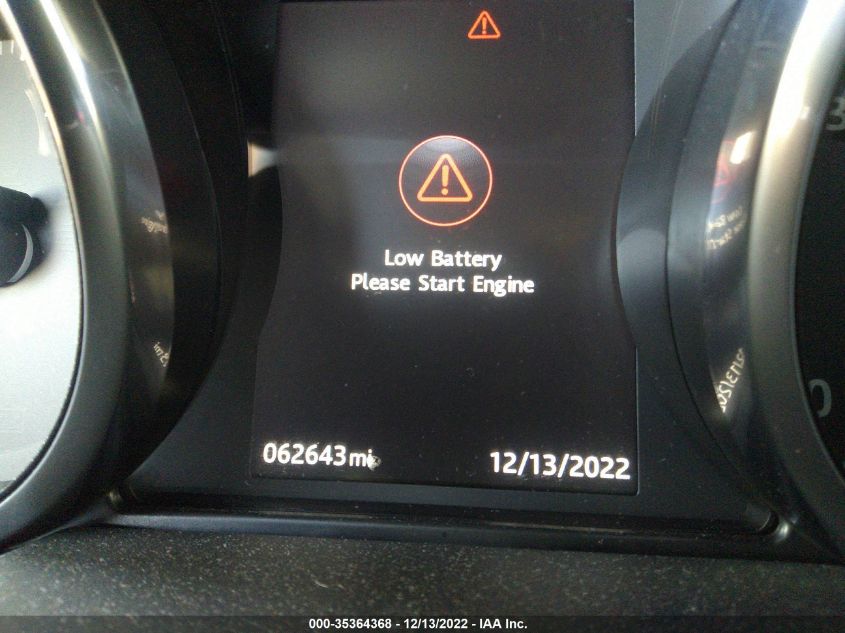 Low Battery
Please Start Engine
062643 mi
12/13/2022
000-35364368 - 12/13/2022 - IAA Inc.